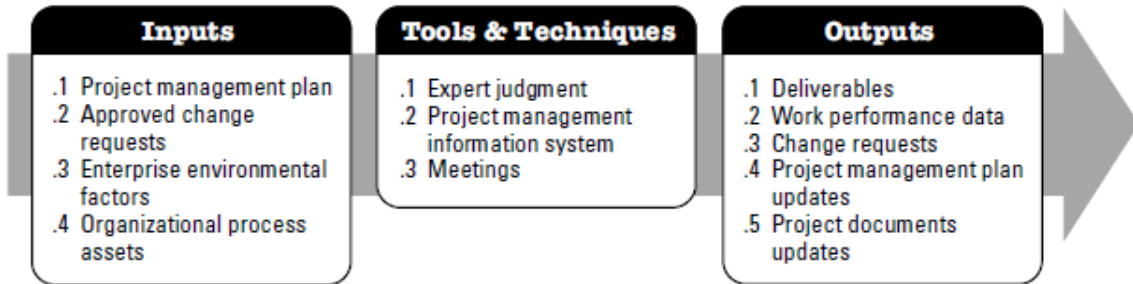 Inputs
.1 Project management plan
.2 Approved change
requests
.3 Enterprise environmental
factors
.4 Organizational process
assets
Tools & Techniques
.1 Expert judgment
.2 Project management
information system
.3 Meetings
Outputs
.1 Deliverables
.2 Work performance data
.3 Change requests
.4 Project management plan
updates
.5 Project documents
updates